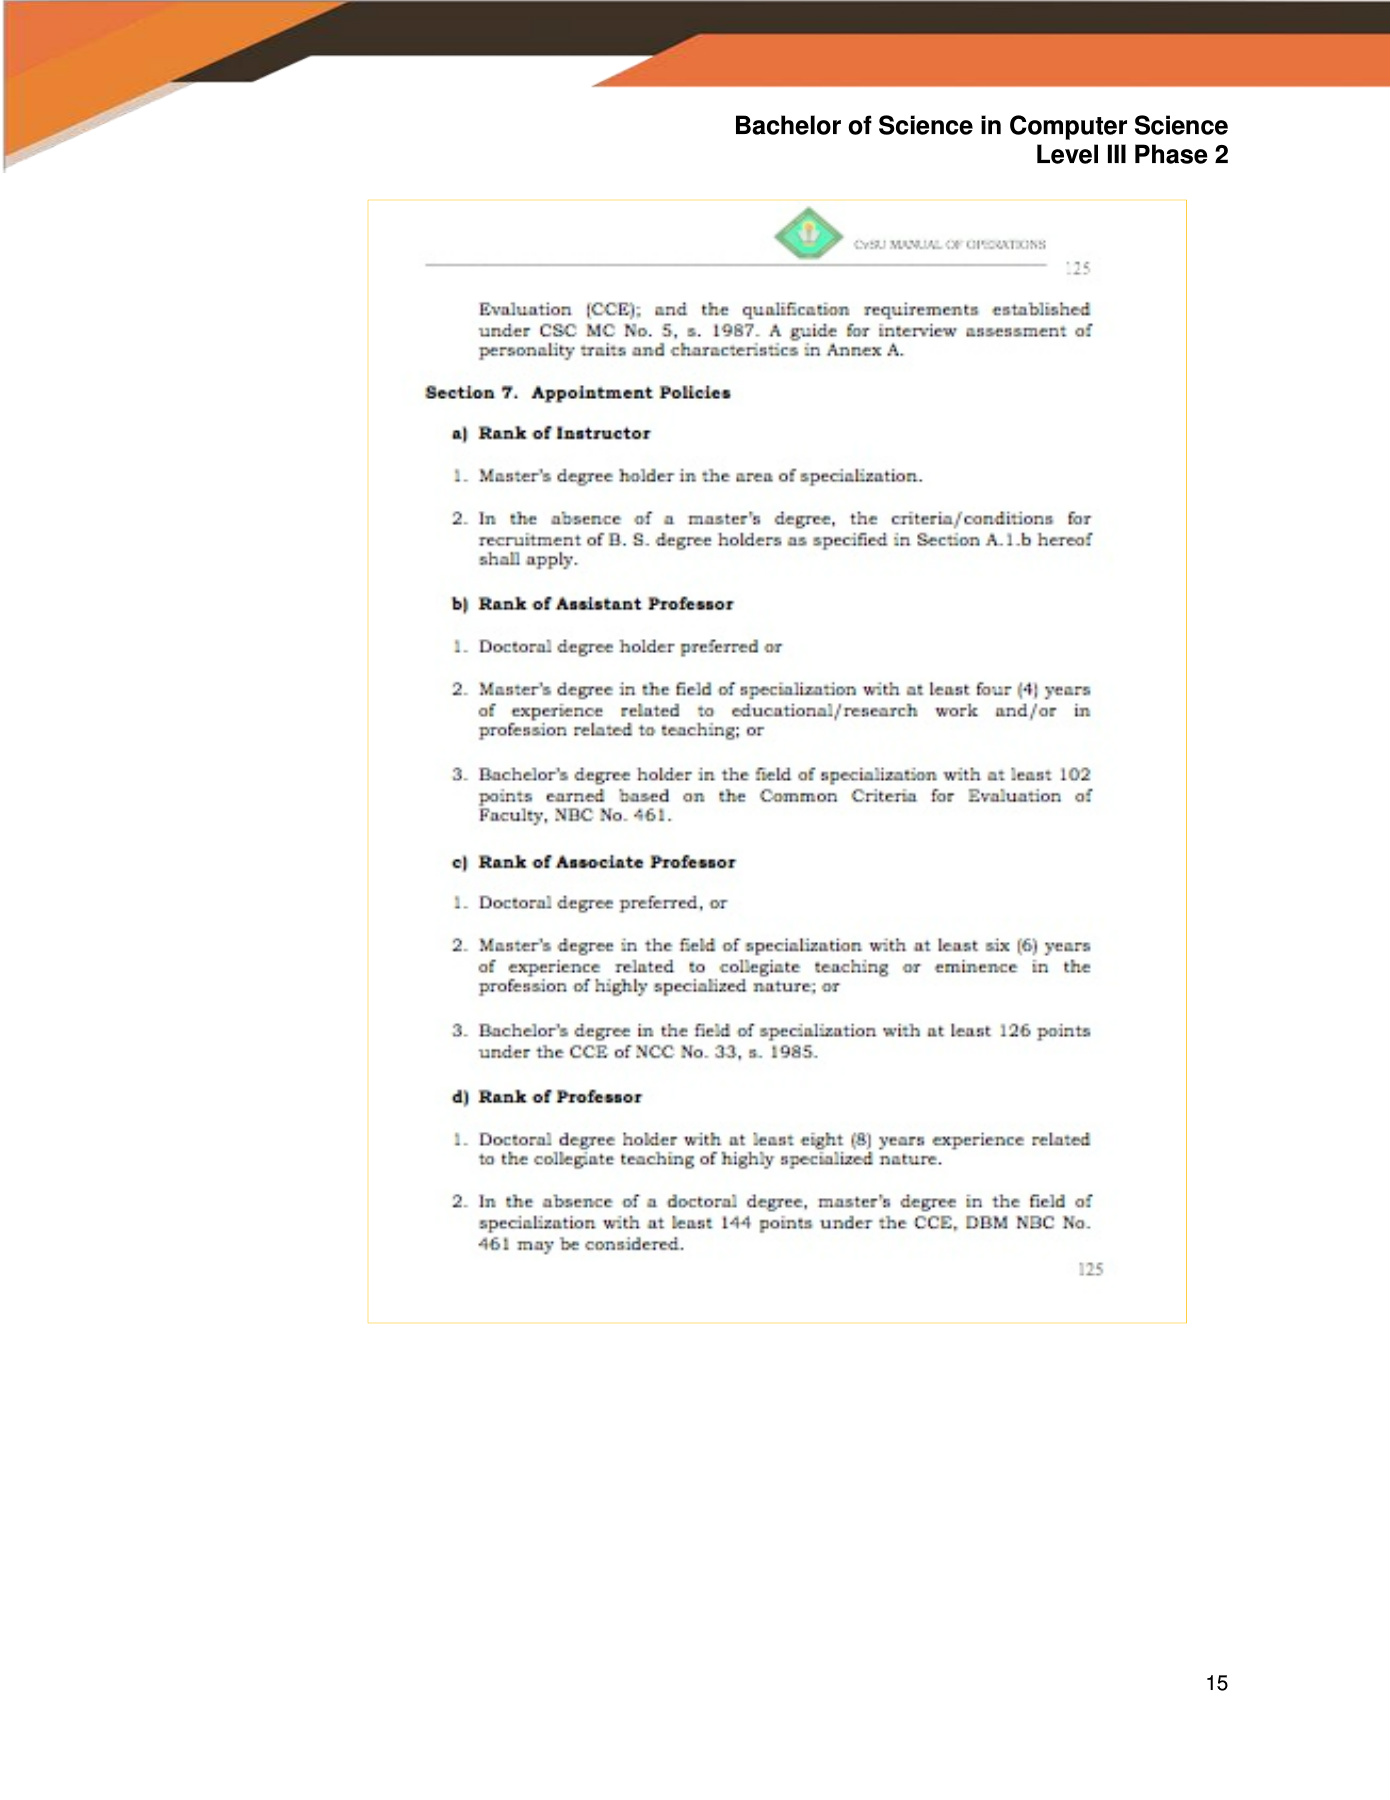 Bachelor of Science in Computer Science
Level III Phase 2
CvSU MANUAL OF OPERATIONS
125
Evaluation (CCE); and the qualification requirements established
under CSC MC No. 5, s. 1987. A guide for interview assessment of
personality traits and characteristics in Annex A.
Section 7. Appointment Policies
a) Rank of Instructor
1. Master's degree holder in the area of specialization.
2. In the absence of a master's degree, the criteria/conditions for
recruitment of B. S. degree holders as specified in Section A.1.b hereof
shall apply.
b) Rank of Assistant Professor
1. Doctoral degree holder preferred or
2. Master's degree in the field of specialization with at least four (4) years
of experience related to educational/research work and/or in
profession related to teaching; or
3. Bachelor's degree holder in the field of specialization with at least 102
points earned based on the Common Criteria for Evaluation of
Faculty, NBC No. 461.
c) Rank of Associate Professor
1. Doctoral degree preferred, or
2. Master's degree in the field of specialization with at least six (6) years
of experience related to collegiate teaching or eminence in the
profession of highly specialized nature; or
3. Bachelor's degree in the field of specialization with at least 126 points
under the CCE of NCC No. 33, s. 1985.
d) Rank of Professor
1. Doctoral degree holder with at least eight (8) years experience related
to the collegiate teaching of highly specialized nature.
2. In the absence of a doctoral degree, master's degree in the field of
specialization with at least 144 points under the CCE, DBM NBC No.
461 may be considered.
125
15